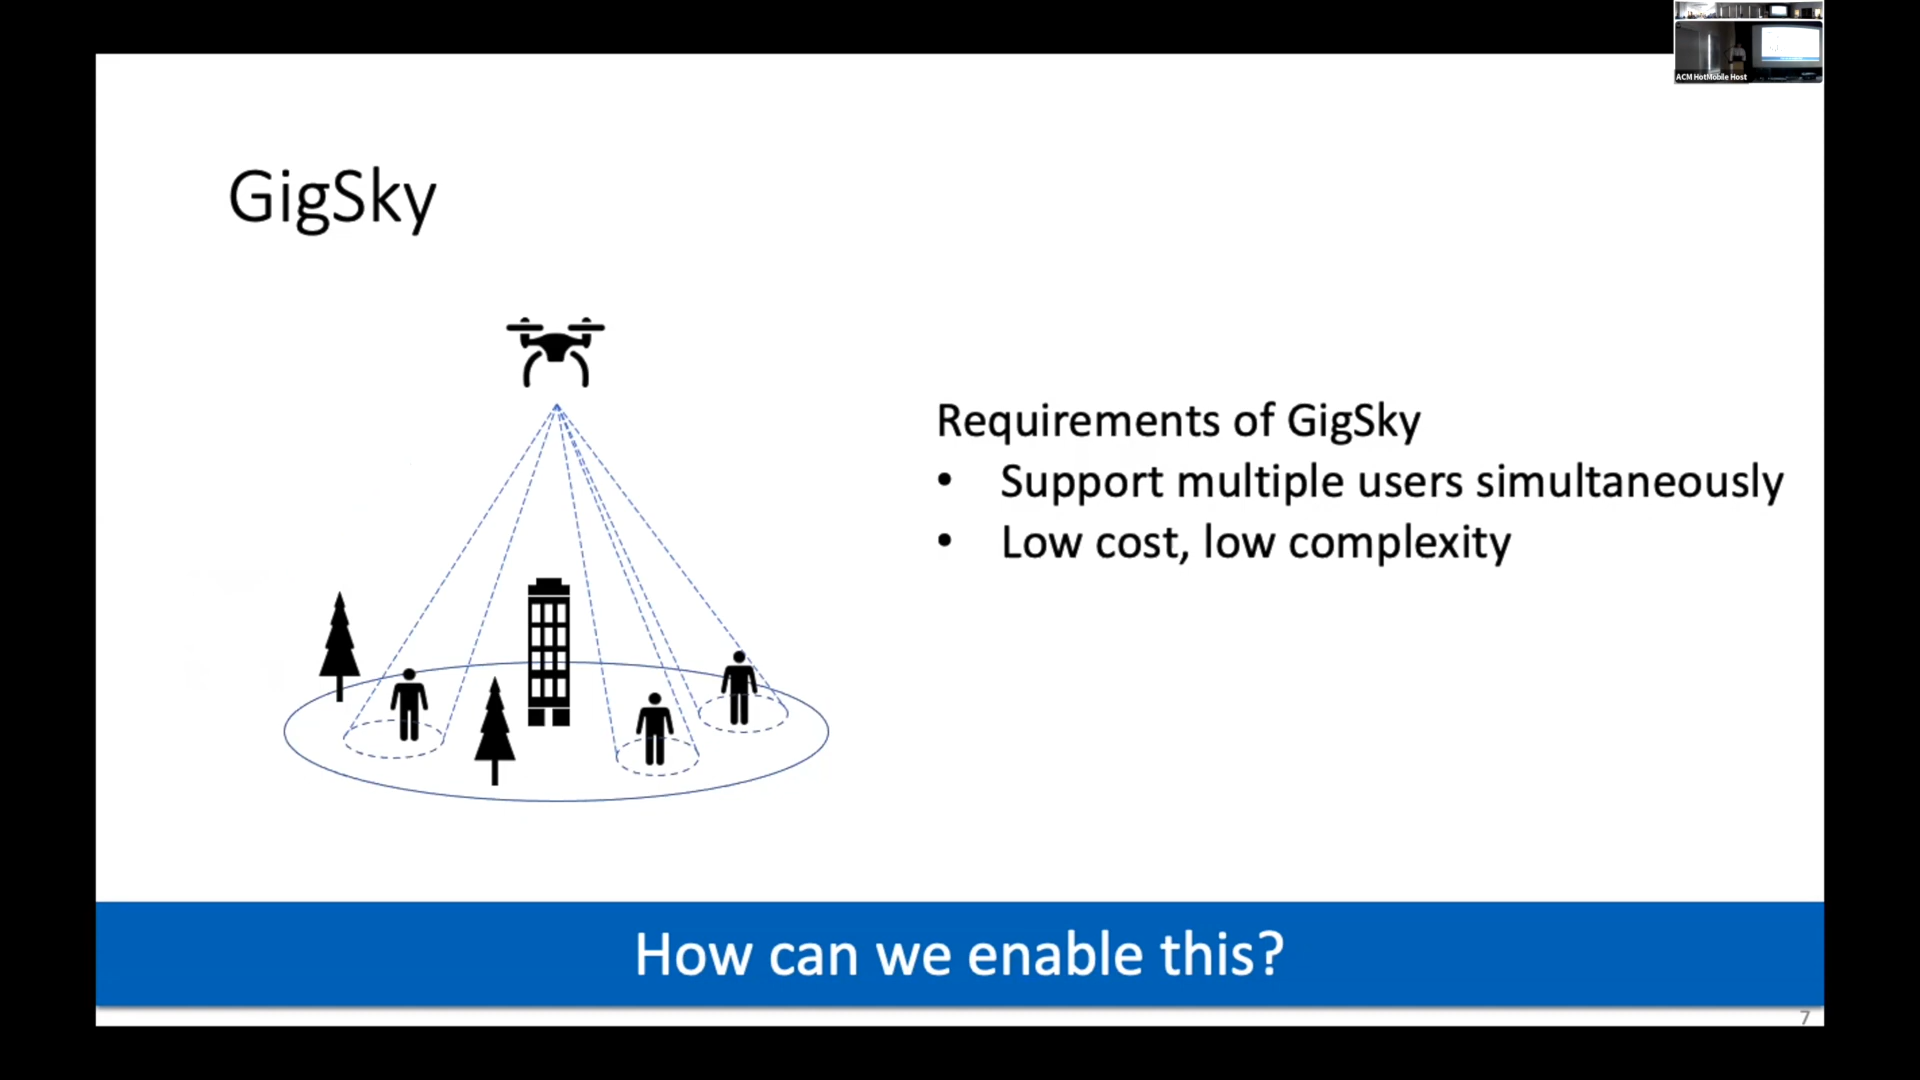 ACM HotMobile Host
GigSky
Requirements of GigSky
• Support multiple users simultaneously
• Low cost, low complexity
How can we enable this?
7